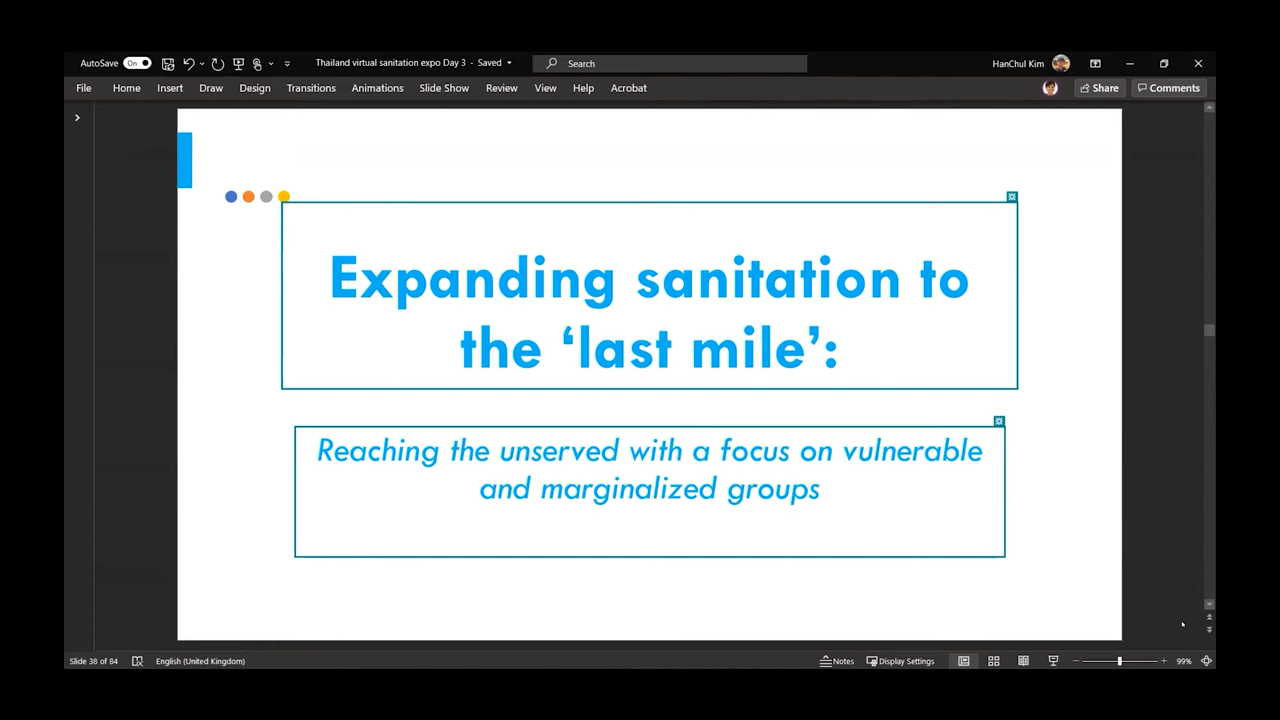 AutoSave On Thailand virtual sanitation expo Day 3 - Saved Search HanChul Kim
File Home Insert Draw Design Transitions Animations Slide Show Review View Help Acrobat Share Comments
Expanding sanitation to
the ‘last mile’:
Reaching the unserved with a focus on vulnerable
and marginalized groups
Slide 38 of 84 English (United Kingdom) Notes Display Settings 99%